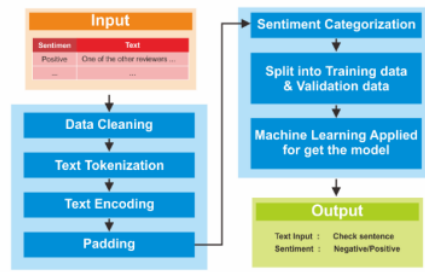 Input
Sentimen Text
Positive One of the other reviewers ...
... ...
Data Cleaning
Text Tokenization
Text Encoding
Padding
Sentiment Categorization
Split into Training data
& Validation data
Machine Learning Applied
for get the model
Output
Text Input : Check sentence
Sentiment : Negative/Positive